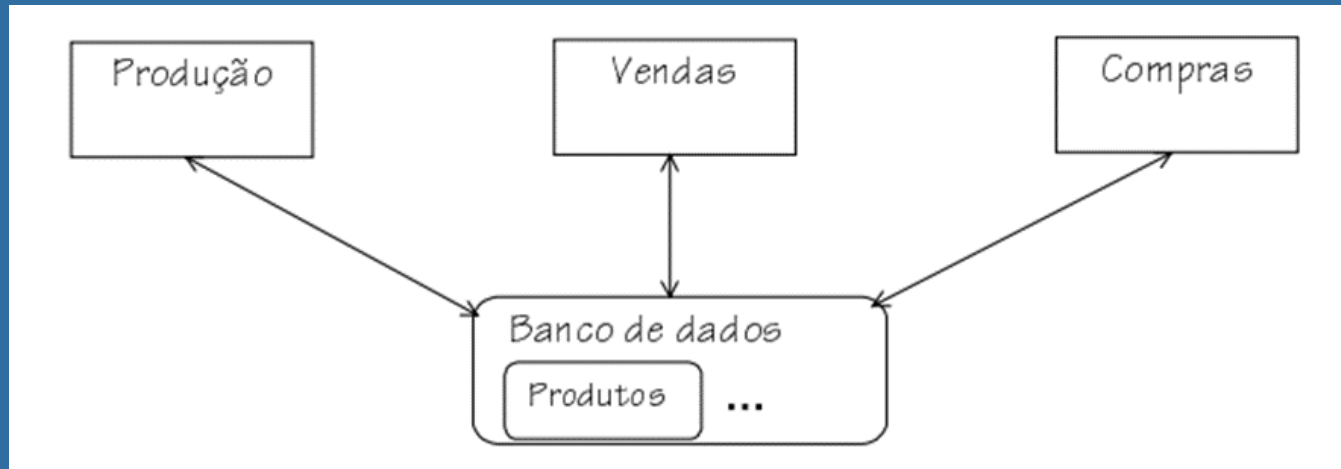 Produção
Vendas
Compras
Banco de dados
Produtos ...